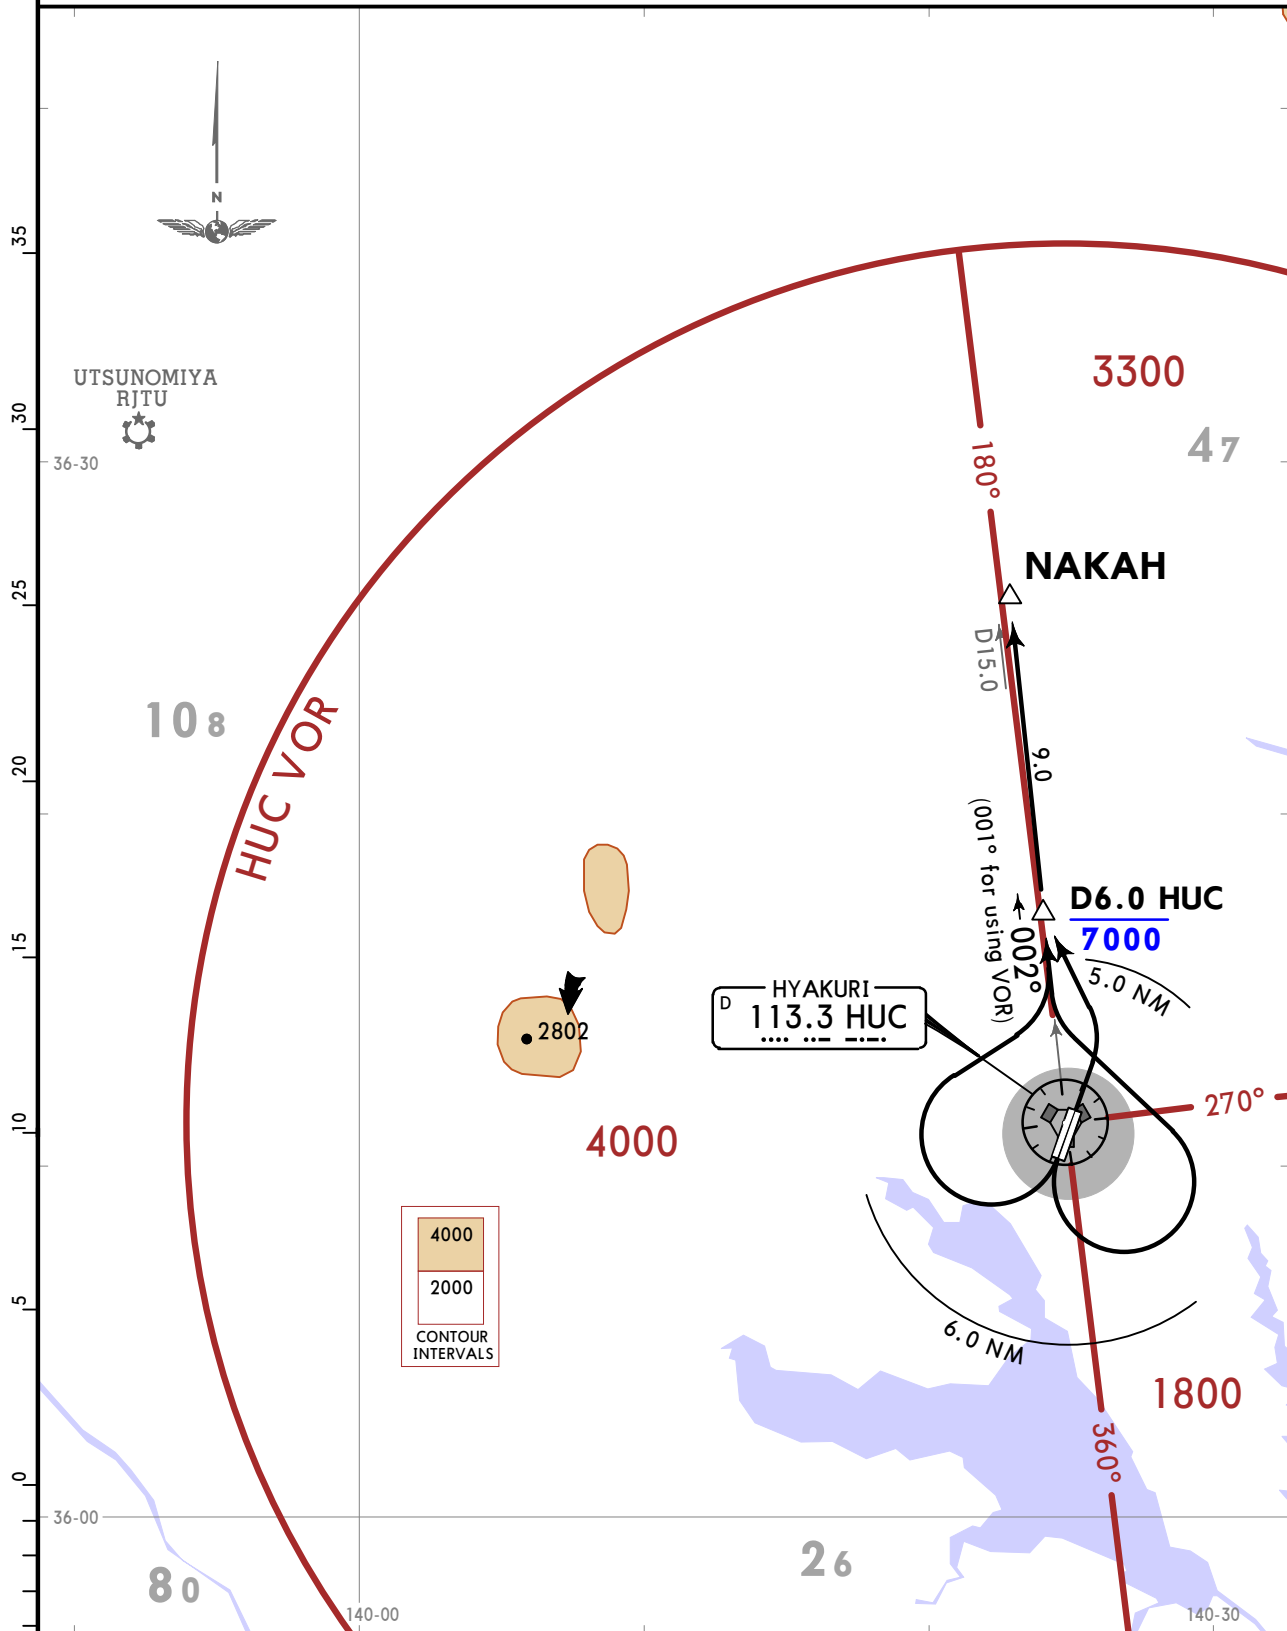 N
35
UTSUNOMIYA
RJTU
3300
30
47
36-30
180°
NAKAH
25
D15.0
108
HUC VOR
9.0
20
(001° for using VOR)
D6.0 HUC
7000
002°
15
5.0 NM
HYAKURI
D 113.3 HUC
2802
270°
10
4000
4000
2000
CONTOUR
INTERVALS
5
6.0 NM
1800
360°
0
36-00
26
80
140-00
140-30